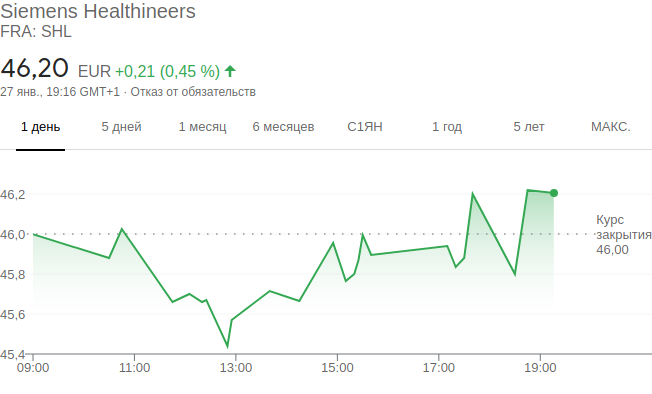 Siemens Healthineers
FRA: SHL
46,20 EUR +0,21 (0,45 %)
27 янв., 19:16 GMT+1 · Отказ от обязательств
1 день 5 дней 1 месяц 6 месяцев С1ЯН 1 год 5 лет МАКС.
46,2
46,0
45,8
45,6
45,4
Курс
закрытия
46,00
09:00 11:00 13:00 15:00 17:00 19:00